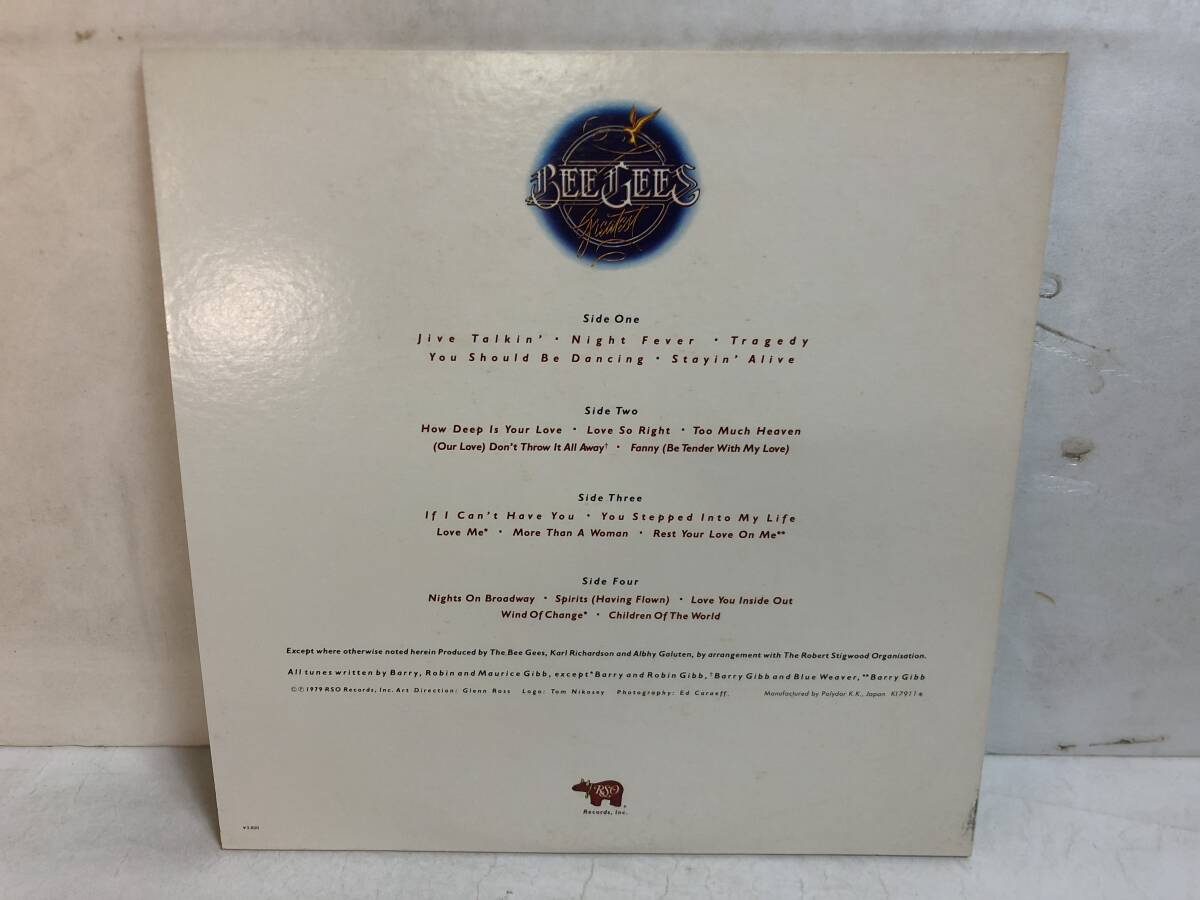 BEE GEES
Greatest
Side One
Jive Talkin' · Night Fever · Tragedy
You Should Be Dancing · Stayin' Alive
Side Two
How Deep Is Your Love · Love So Right · Too Much Heaven
(Our Love) Don't Throw It All Away† · Fanny (Be Tender With My Love)
Side Three
If I Can't Have You · You Stepped Into My Life
Love Me* · More Than A Woman · Rest Your Love On Me**
Side Four
Nights On Broadway · Spirits (Having Flown) · Love You Inside Out
Wind Of Change* · Children Of The World
Except where otherwise noted herein Produced by The Bee Gees, Karl Richardson and Albhy Galuten, by arrangement with The Robert Stigwood Organisation.
All tunes written by Barry, Robin and Maurice Gibb, except *Barry and Robin Gibb, †Barry Gibb and Blue Weaver, **Barry Gibb
©℗ 1979 RSO Records, Inc. Art Direction: Glenn Ross Logo: Tom Nikosey Photography: Ed Caraeff. Manufactured by Polydor K.K., Japan
RSO
Records, Inc.